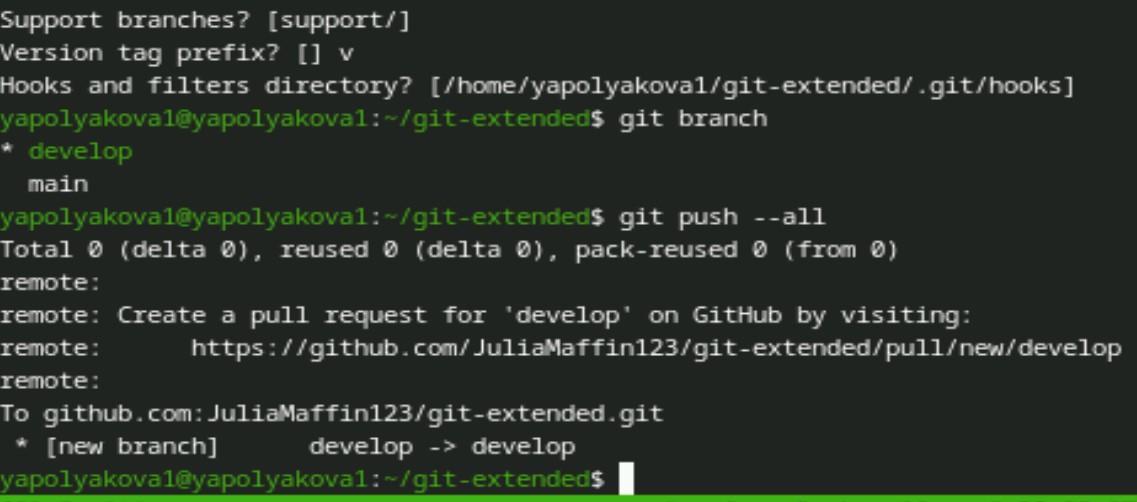 Support branches? [support/]
Version tag prefix? [] v
Hooks and filters directory? [/home/yapolyakova1/git-extended/.git/hooks]
yapolyakova1@yapolyakova1:~/git-extended$ git branch
* develop
  main
yapolyakova1@yapolyakova1:~/git-extended$ git push --all
Total 0 (delta 0), reused 0 (delta 0), pack-reused 0 (from 0)
remote:
remote: Create a pull request for 'develop' on GitHub by visiting:
remote:      https://github.com/JuliaMaffin123/git-extended/pull/new/develop
remote:
To github.com:JuliaMaffin123/git-extended.git
 * [new branch]      develop -> develop
yapolyakova1@yapolyakova1:~/git-extended$